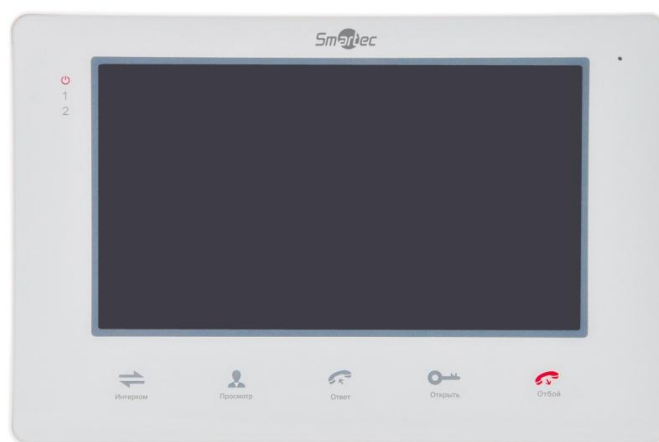 Smartec
1
2
Интерком
Просмотр
Ответ
Открыть
Отбой